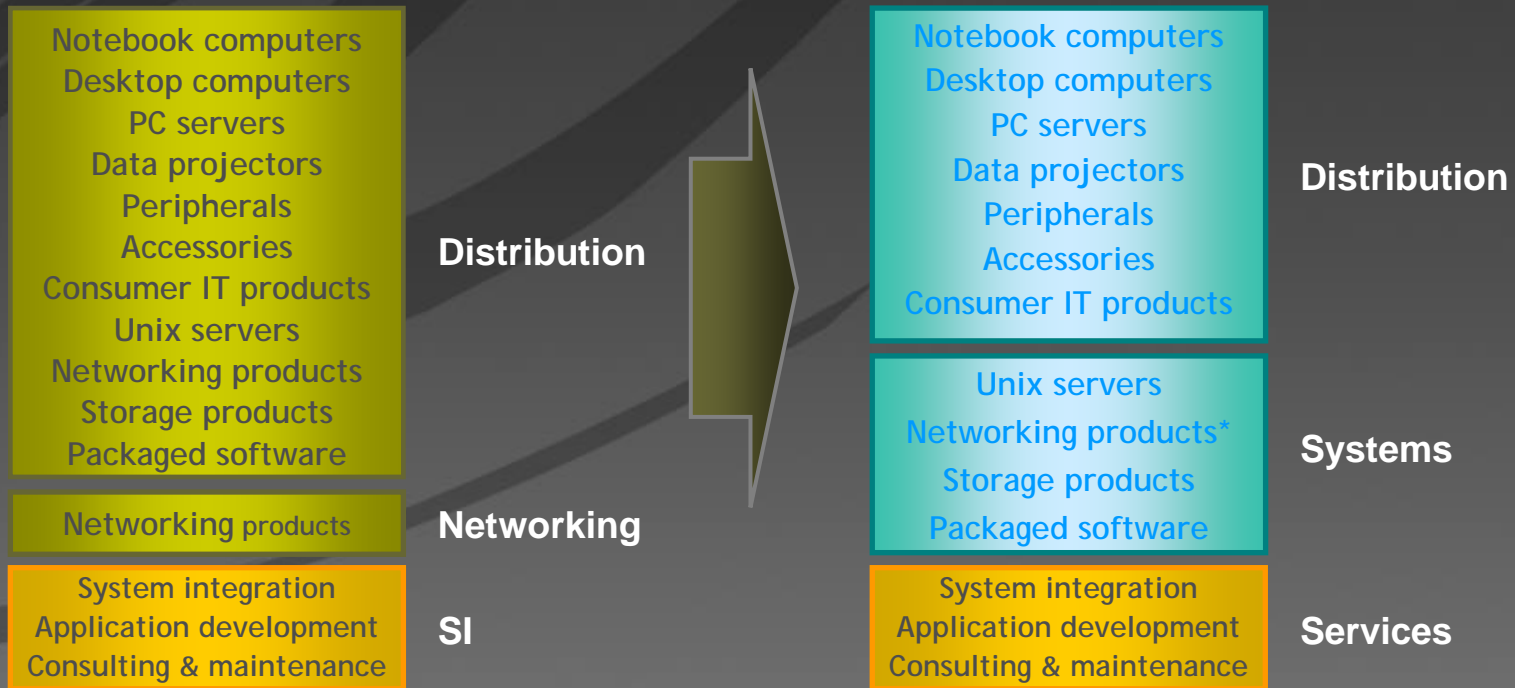 Notebook computers
Desktop computers
PC servers
Data projectors
Peripherals
Accessories
Consumer IT products
Unix servers
Networking products
Storage products
Packaged software
Distribution
Networking products
Networking
System integration
Application development
Consulting & maintenance
SI
Notebook computers
Desktop computers
PC servers
Data projectors
Peripherals
Accessories
Consumer IT products
Distribution
Unix servers
Networking products*
Storage products
Packaged software
Systems
System integration
Application development
Consulting & maintenance
Services